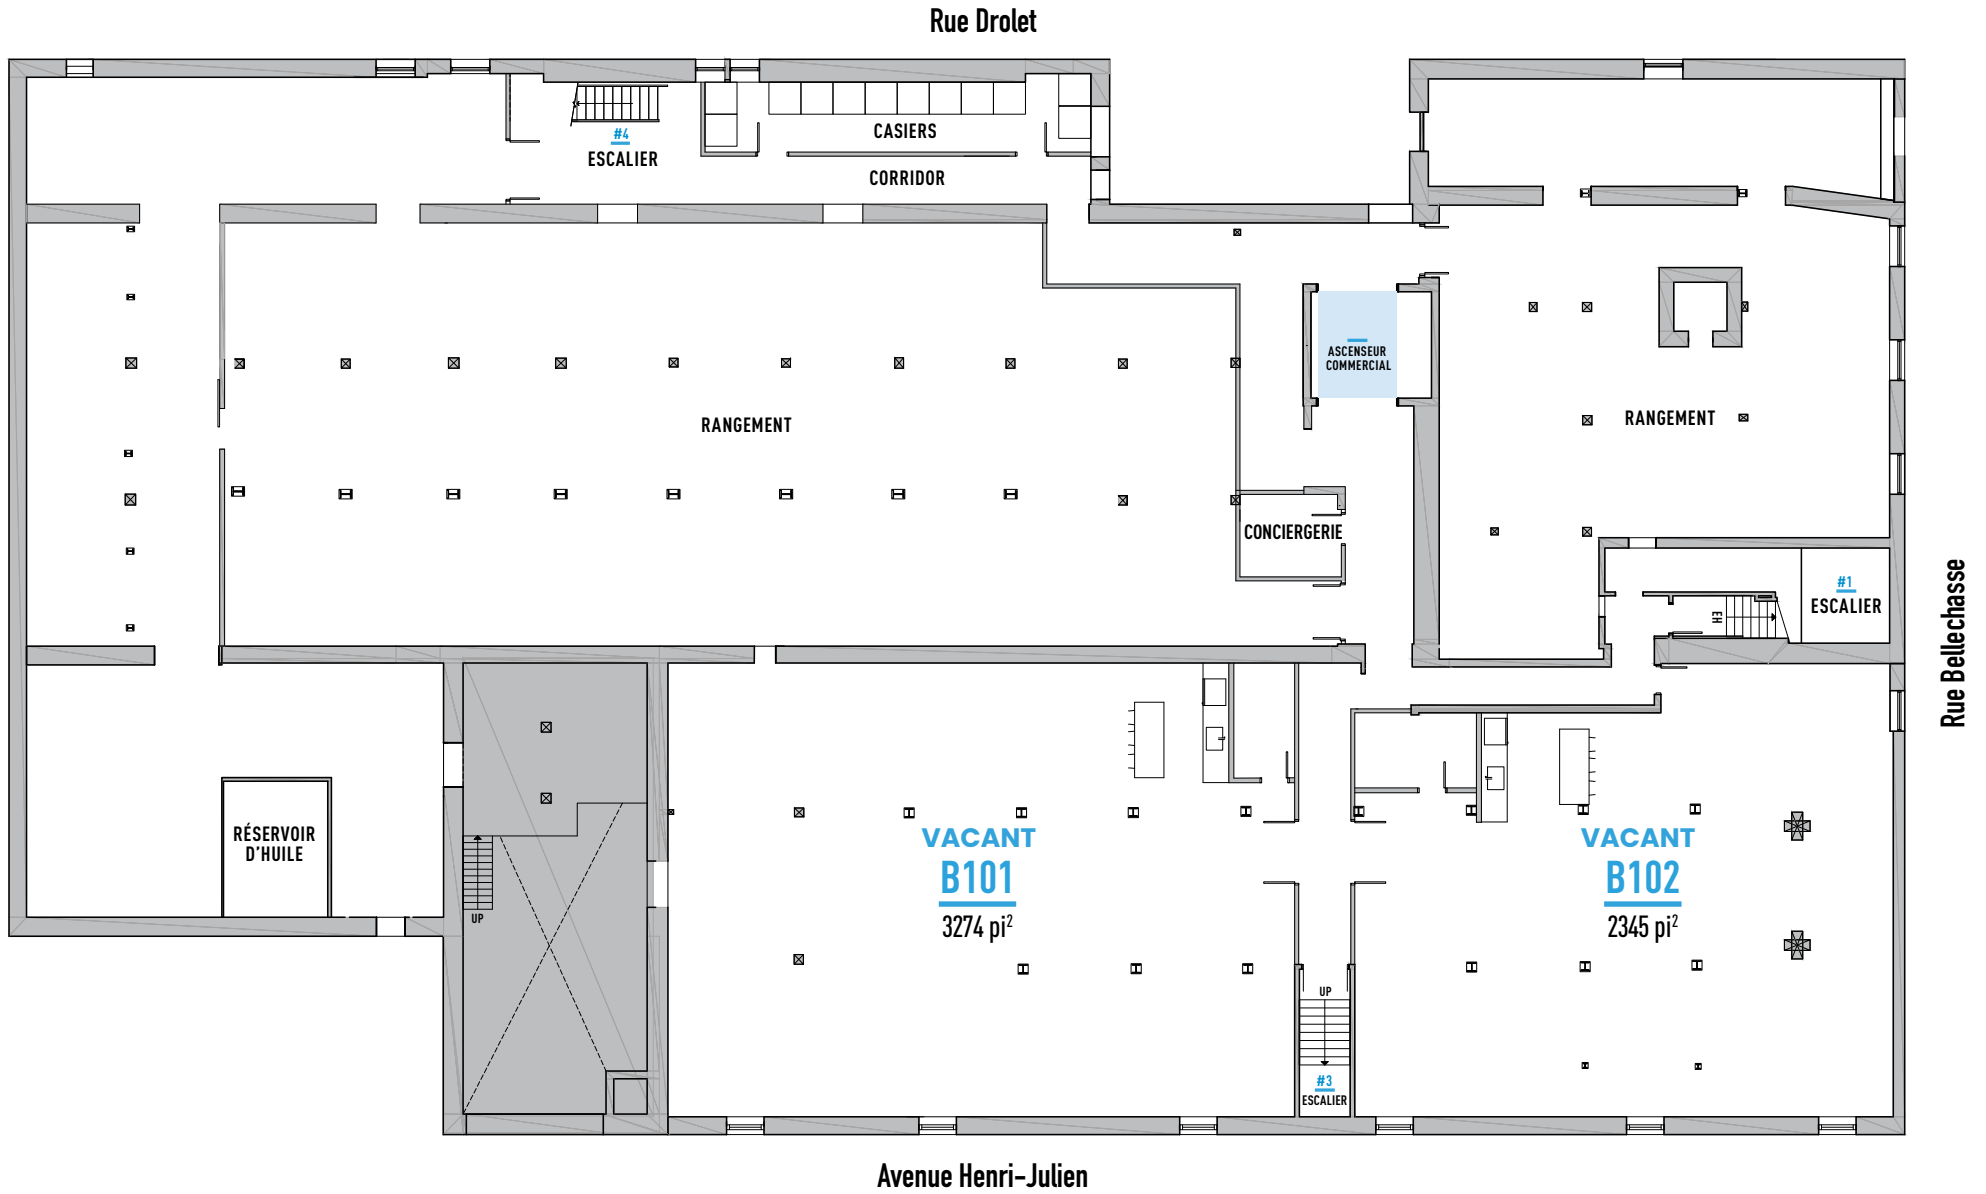 Rue Drolet
CASIERS
#4
ESCALIER
CORRIDOR
ASCENSEUR
COMMERCIAL
RANGEMENT
RANGEMENT
CONCIERGERIE
#1
ESCALIER
EH
Rue Bellechasse
RÉSERVOIR
D'HUILE
UP
VACANT
B101
3274 pi²
VACANT
B102
2345 pi²
UP
#3
ESCALIER
Avenue Henri-Julien